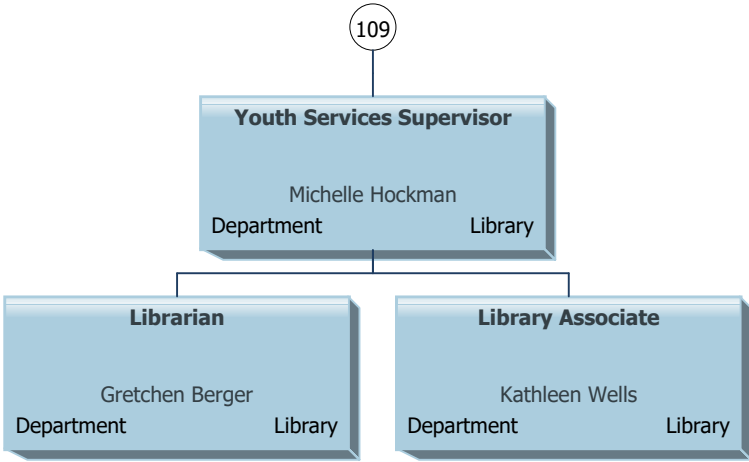 109
Youth Services Supervisor
Michelle Hockman
Department Library
Librarian
Gretchen Berger
Department Library
Library Associate
Kathleen Wells
Department Library